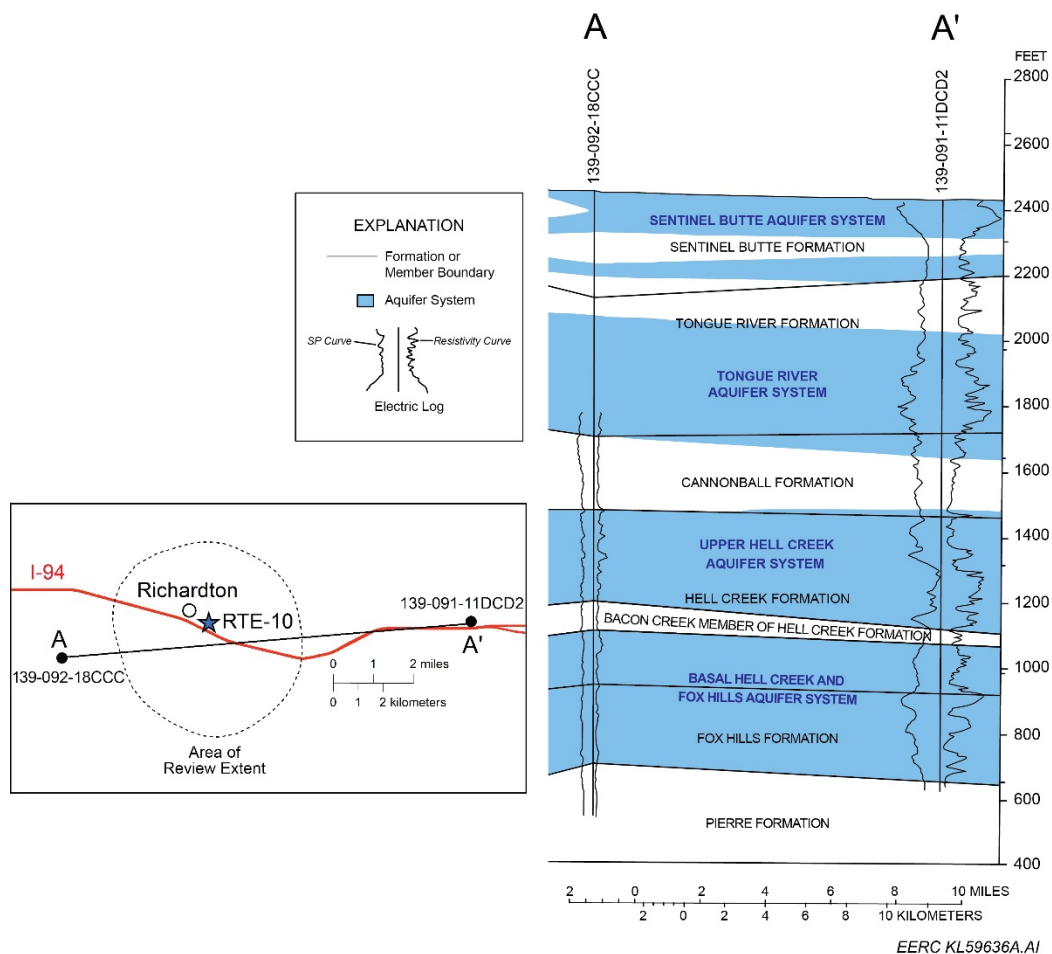 A
A'
FEET
139-092-18CCC
139-091-11DCD2
2800
2600
2400
2200
2000
1800
1600
1400
1200
1000
800
600
400
SENTINEL BUTTE AQUIFER SYSTEM
SENTINEL BUTTE FORMATION
TONGUE RIVER FORMATION
TONGUE RIVER
AQUIFER SYSTEM
CANNONBALL FORMATION
UPPER HELL CREEK
AQUIFER SYSTEM
HELL CREEK FORMATION
BACON CREEK MEMBER OF HELL CREEK FORMATION
BASAL HELL CREEK AND
FOX HILLS AQUIFER SYSTEM
FOX HILLS FORMATION
PIERRE FORMATION
2 0 2 4 6 8 10 MILES
2 0 2 4 6 8 10 KILOMETERS
EXPLANATION
Formation or
Member Boundary
Aquifer System
SP Curve
Resistivity Curve
Electric Log
I-94
Richardton
RTE-10
139-091-11DCD2
A
A'
139-092-18CCC
0 1 2 miles
0 1 2 kilometers
Area of
Review Extent
EERC KL59636A.AI